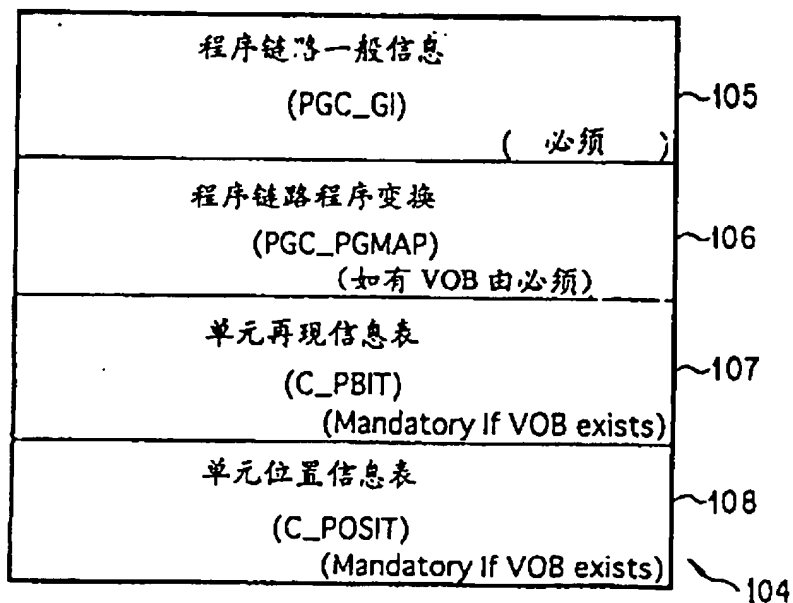 程序链路一般信息
(PGC_GI)
( 必须 )
105
程序链路程序变换
(PGC_PGMAP)
(如有 VOB 由必须)
106
单元再现信息表
(C_PBIT)
(Mandatory If VOB exists)
107
单元位置信息表
(C_POSIT)
(Mandatory If VOB exists)
108
104